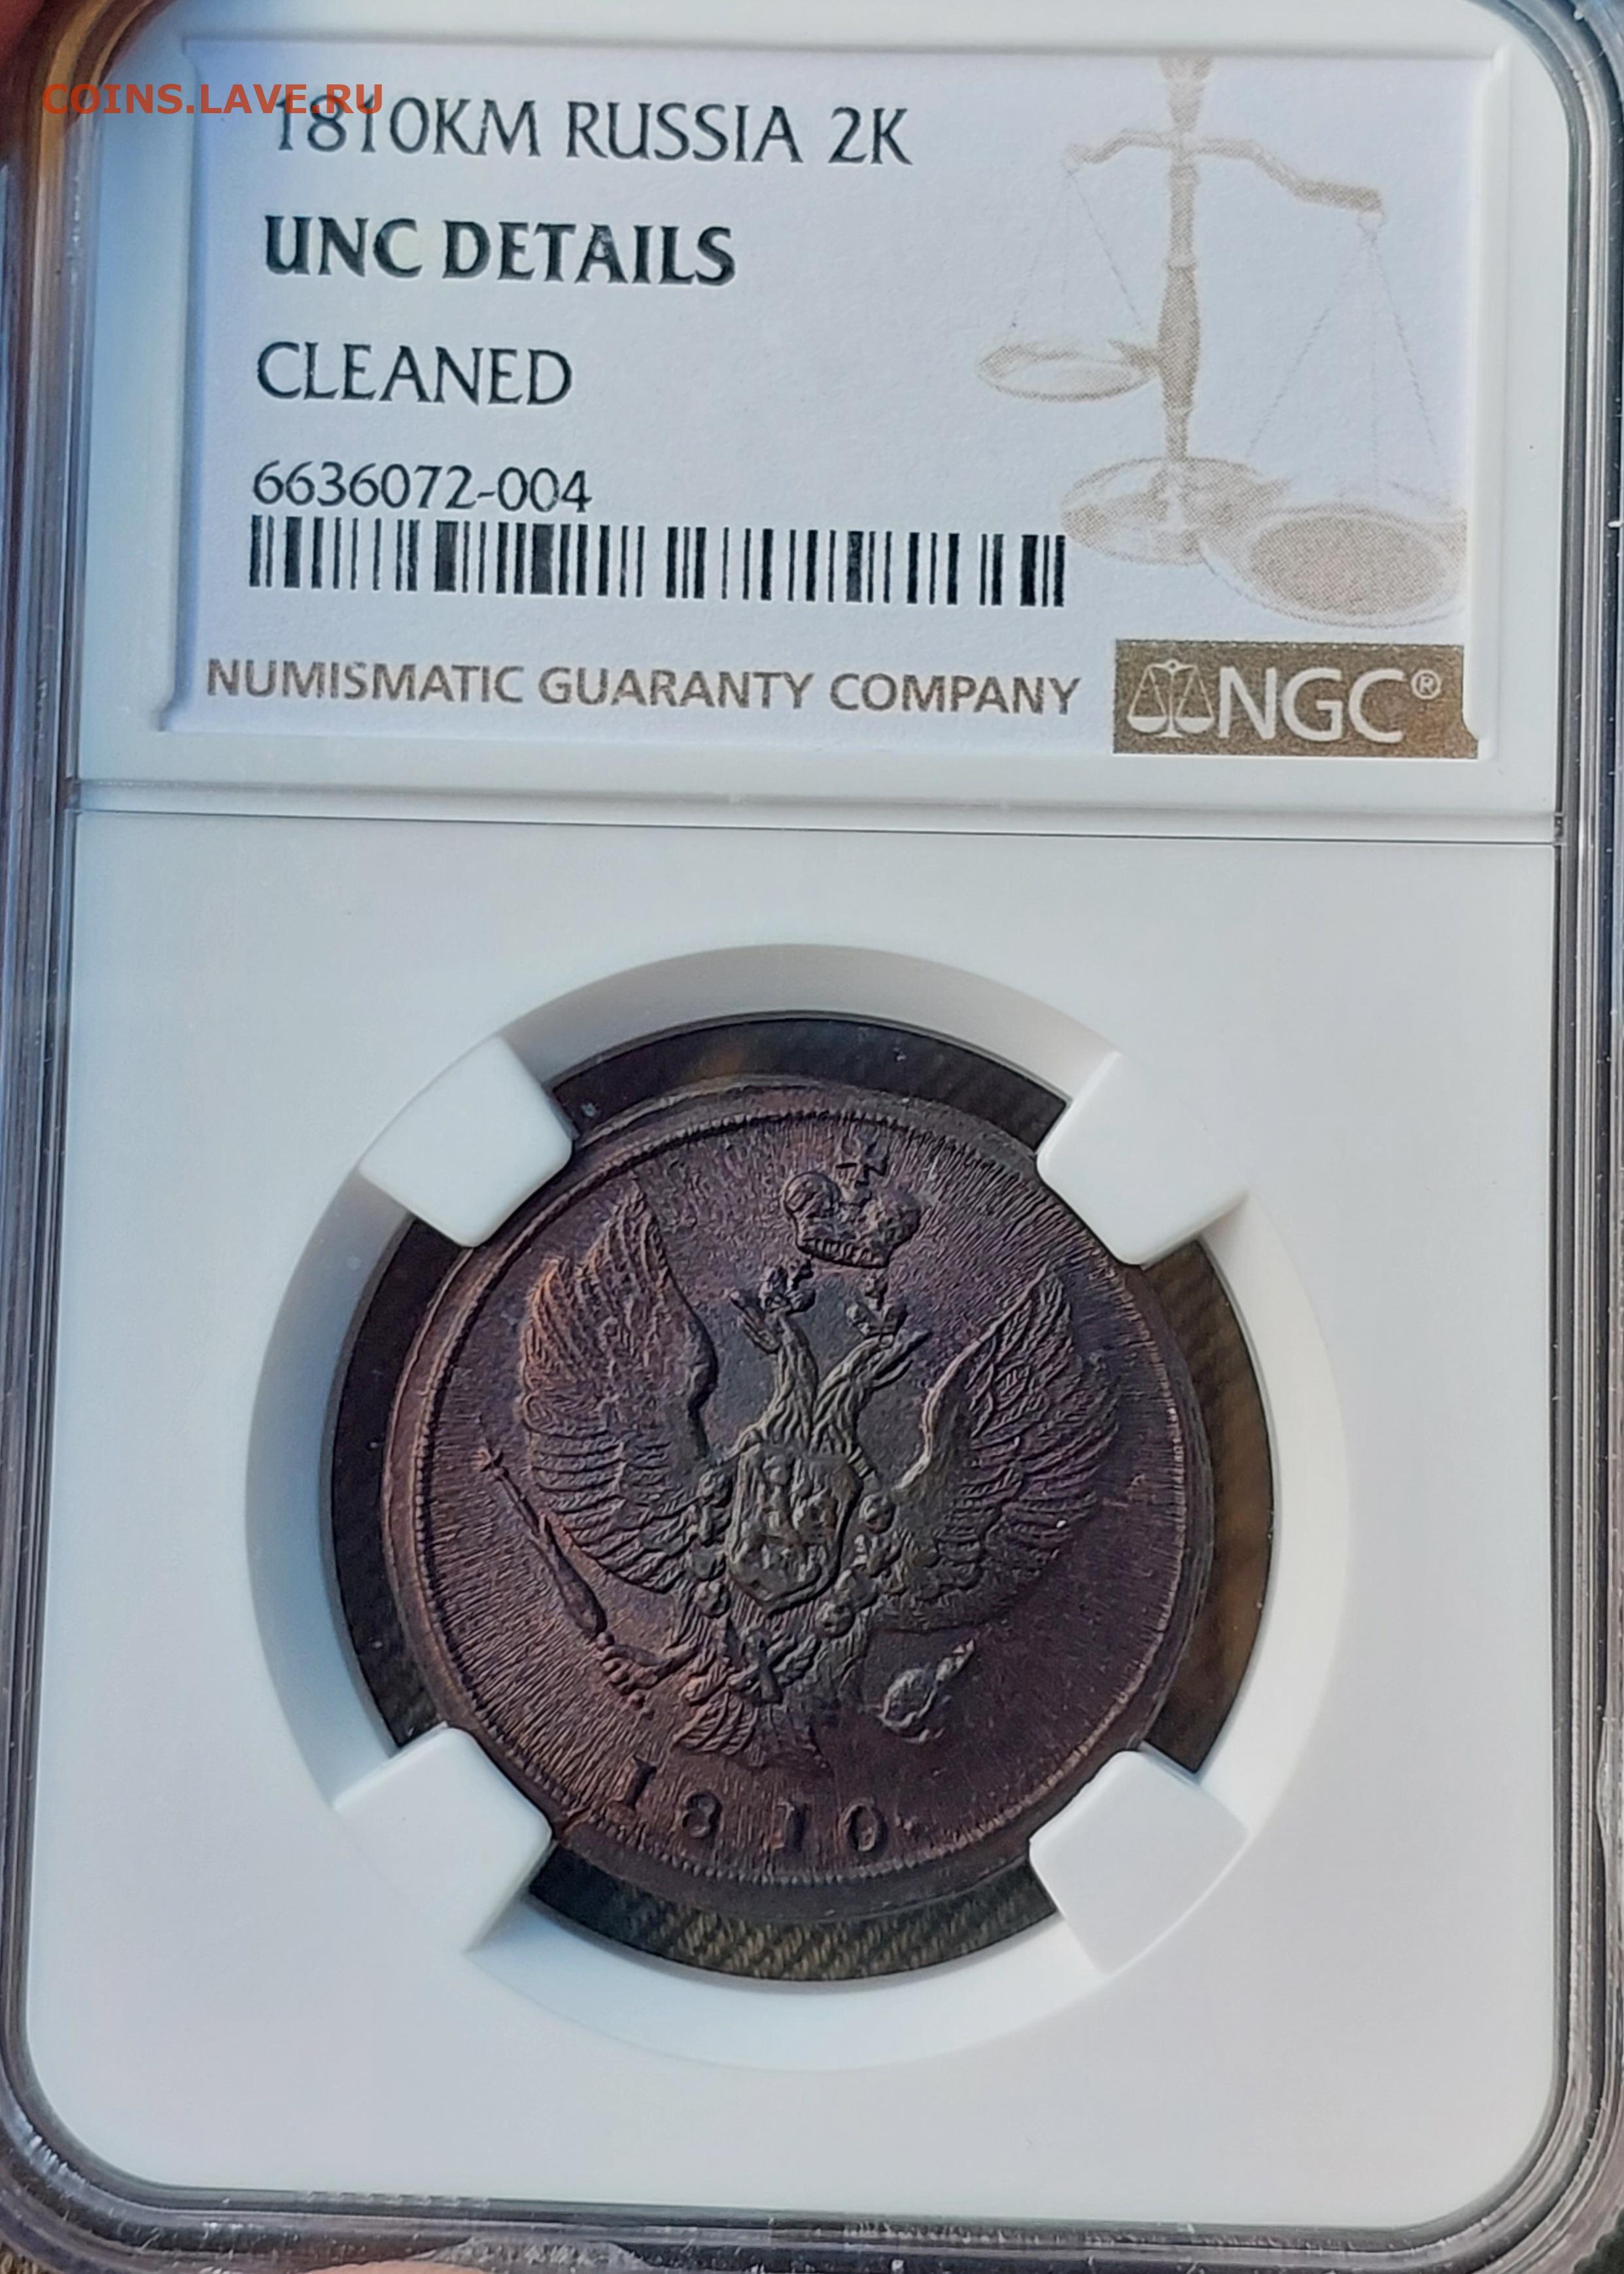 COINS.LAVE.RU
1810KM RUSSIA 2K
UNC DETAILS
CLEANED
6636072-004
NUMISMATIC GUARANTY COMPANY NGC®
1810.